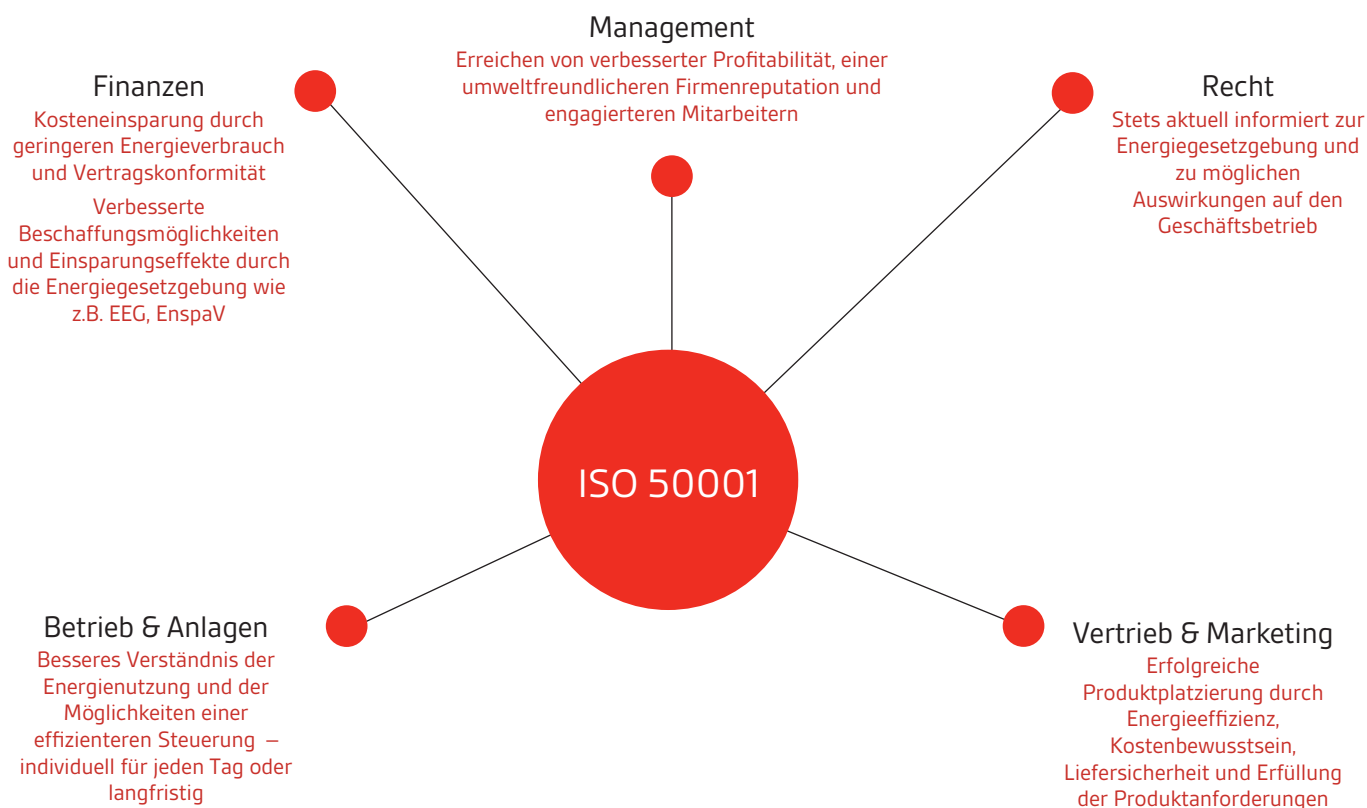 Management
Erreichen von verbesserter Profitabilität, einer
umweltfreundlicheren Firmenreputation und
engagierteren Mitarbeitern
Finanzen
Kosteneinsparung durch
geringeren Energieverbrauch
und Vertragskonformität
Verbesserte
Beschaffungsmöglichkeiten
und Einsparungseffekte durch
die Energiegesetzgebung wie
z.B. EEG, EnspaV
Recht
Stets aktuell informiert zur
Energiegesetzgebung und
zu möglichen
Auswirkungen auf den
Geschäftsbetrieb
ISO 50001
Betrieb & Anlagen
Besseres Verständnis der
Energienutzung und der
Möglichkeiten einer
effizienteren Steuerung –
individuell für jeden Tag oder
langfristig
Vertrieb & Marketing
Erfolgreiche
Produktplatzierung durch
Energieeffizienz,
Kostenbewusstsein,
Liefersicherheit und Erfüllung
der Produktanforderungen